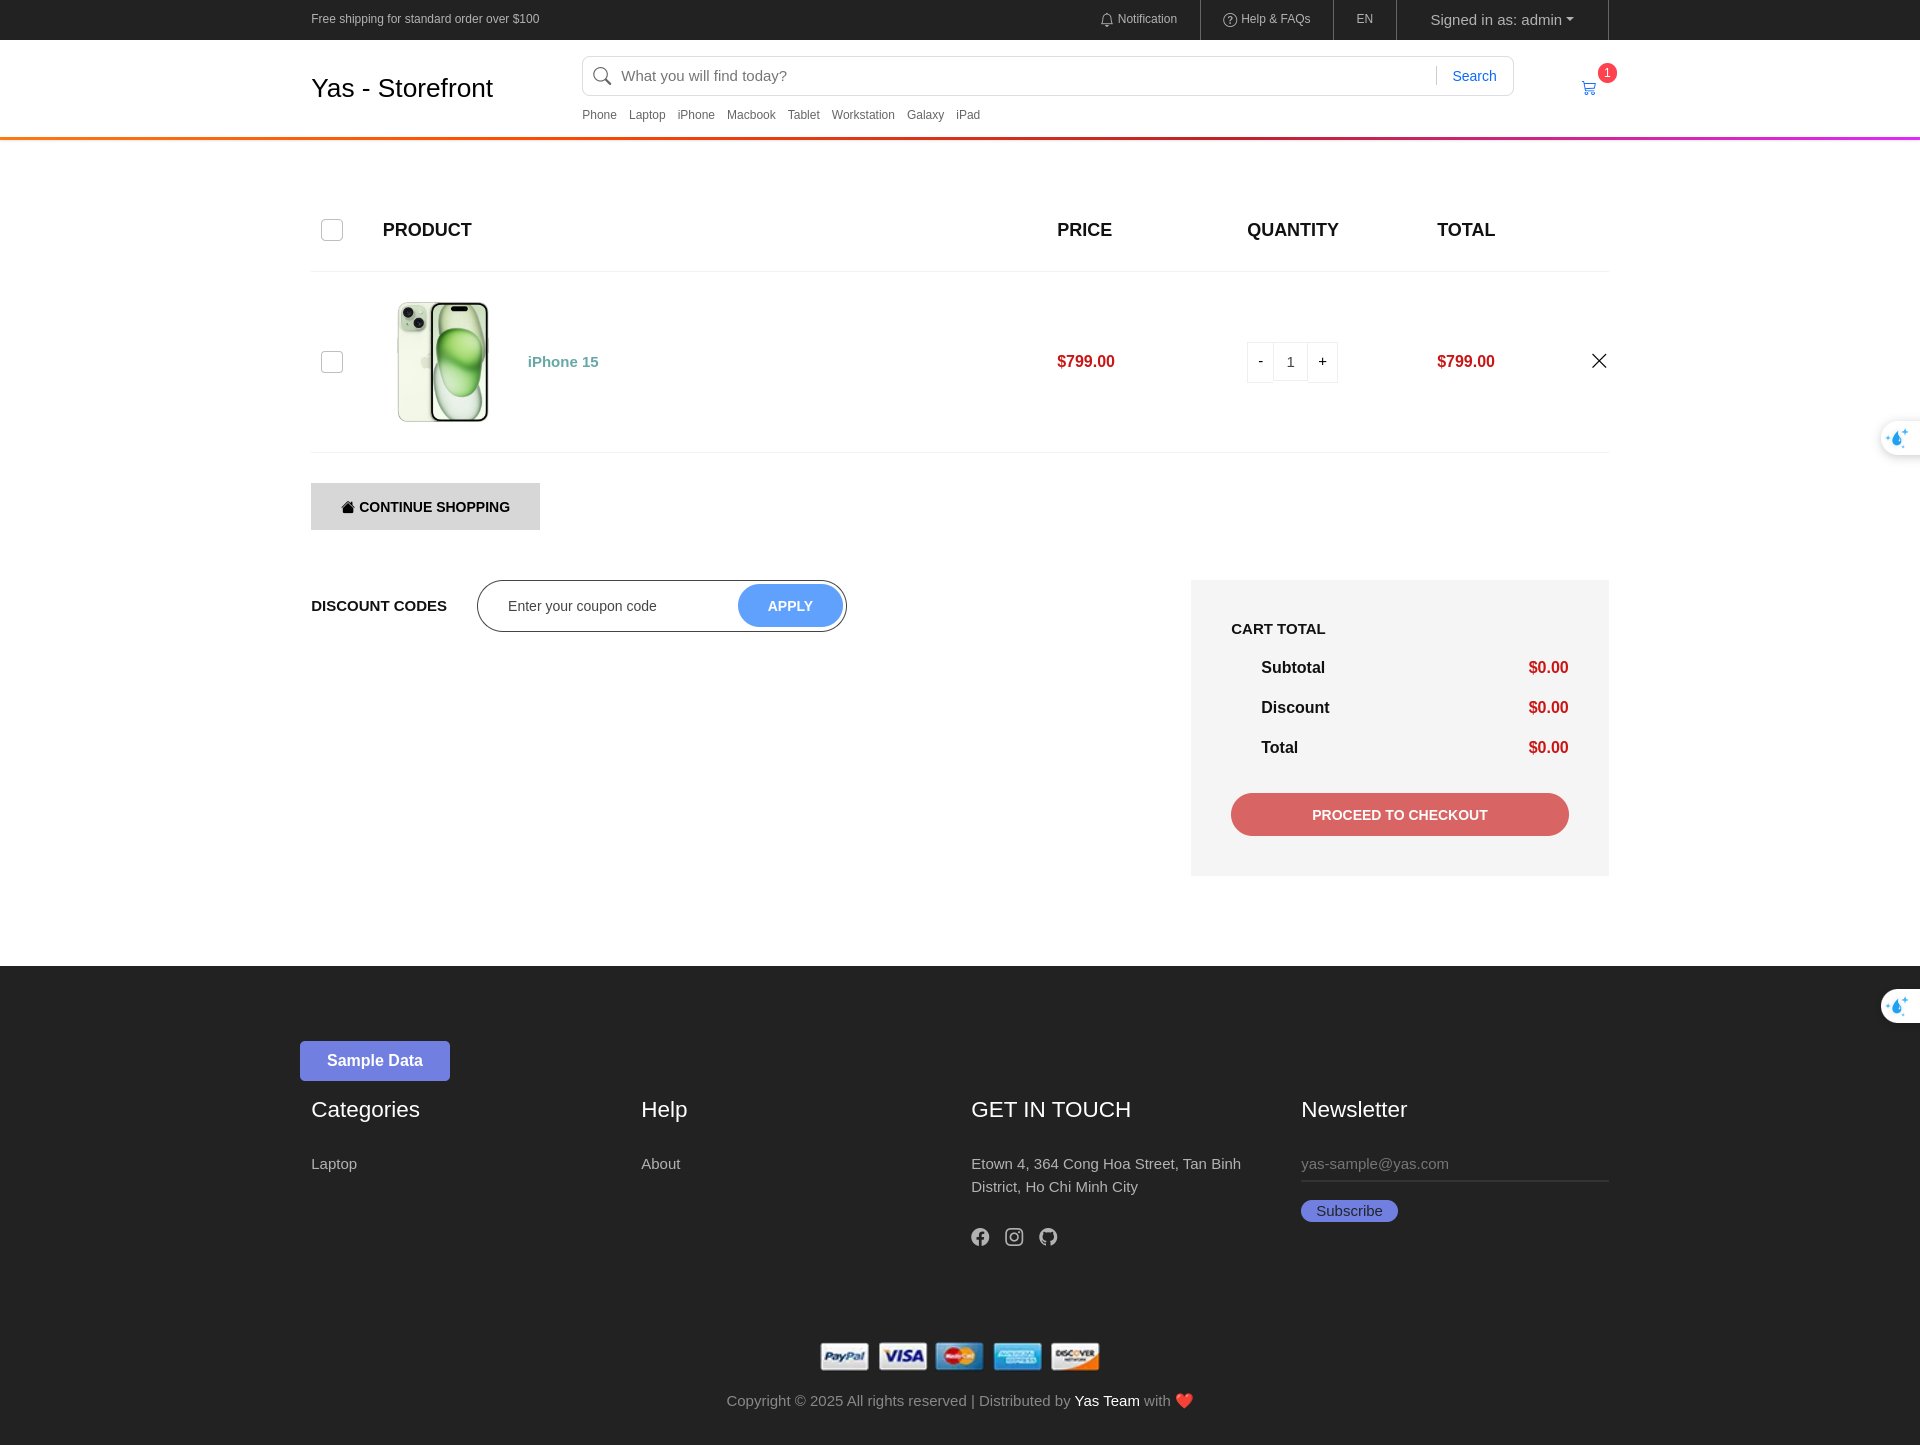 Free shipping for standard order over $100
Notification
Help & FAQs
EN
Signed in as: admin
Yas - Storefront
What you will find today?
Search
1
Phone Laptop iPhone Macbook Tablet Workstation Galaxy iPad
PRODUCT PRICE QUANTITY TOTAL
iPhone 15 $799.00 - 1 + $799.00
CONTINUE SHOPPING
DISCOUNT CODES
Enter your coupon code
APPLY
CART TOTAL
Subtotal $0.00
Discount $0.00
Total $0.00
PROCEED TO CHECKOUT
Sample Data
Categories
Laptop
Help
About
GET IN TOUCH
Etown 4, 364 Cong Hoa Street, Tan Binh
District, Ho Chi Minh City
Newsletter
yas-sample@yas.com
Subscribe
PayPal VISA MasterCard AMERICAN EXPRESS DISCOVER NETWORK
Copyright © 2025 All rights reserved | Distributed by Yas Team with ❤️